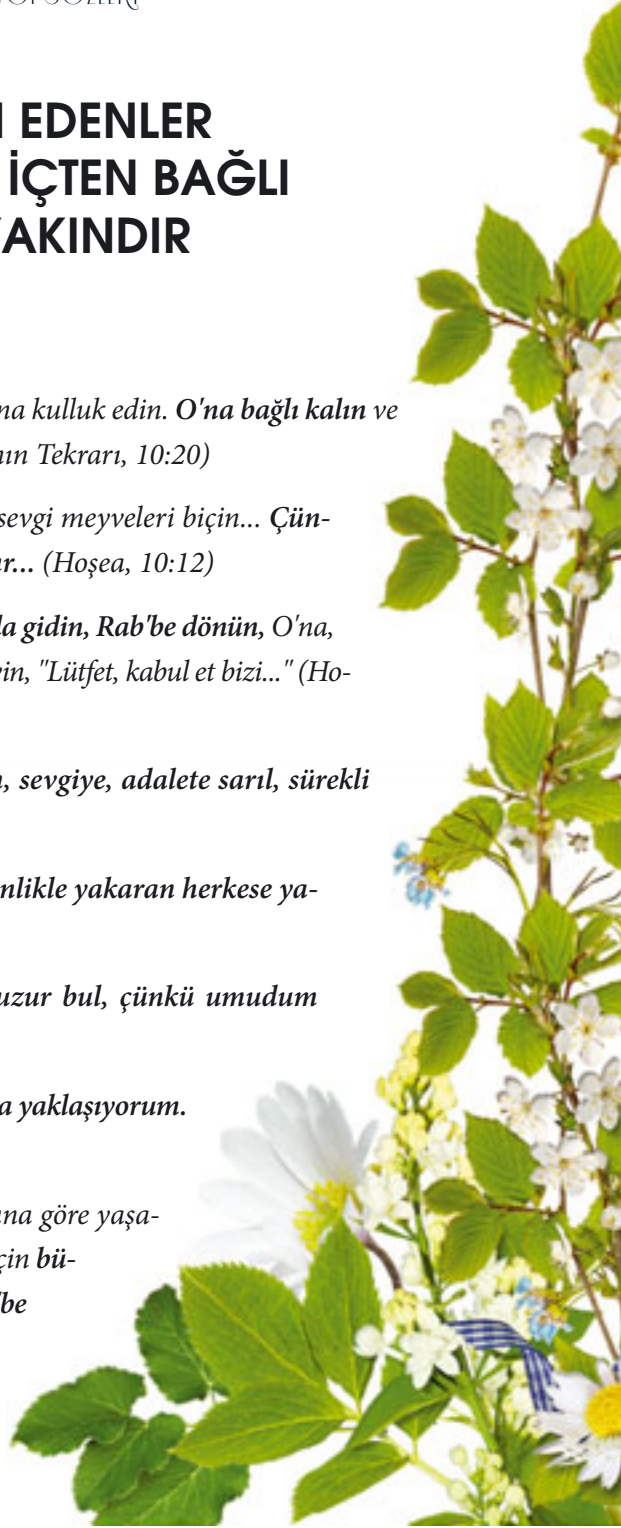 EDENLER
İÇTEN BAĞLI
YAKINDIR
na kulluk edin. O'na bağlı kalın ve
nın Tekrarı, 10:20)
sevgi meyveleri biçin... Çün-
r... (Hoşea, 10:12)
la gidin, Rab'be dönün, O'na,
in, "Lütfet, kabul et bizi..." (Ho-
, sevgiye, adalete sarıl, sürekli
nlikle yakaran herkese ya-
uzur bul, çünkü umudum
a yaklaşıyorum.
na göre yaşa-
çin bü-
'be